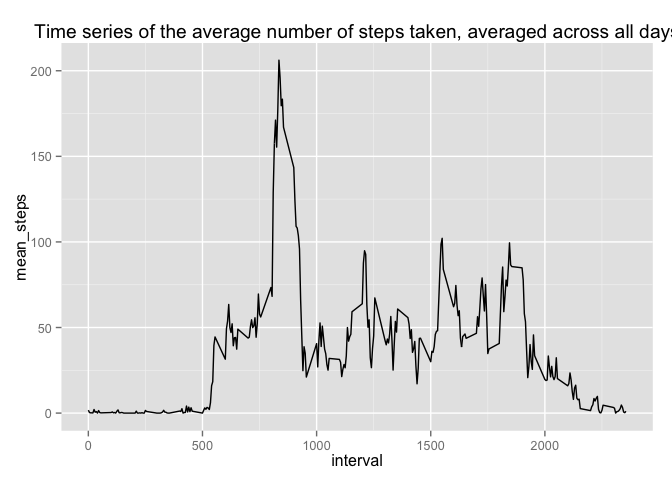 Time series of the average number of steps taken, averaged across all days
200
150
100
50
0
mean_steps
0 500 1000 1500 2000
interval